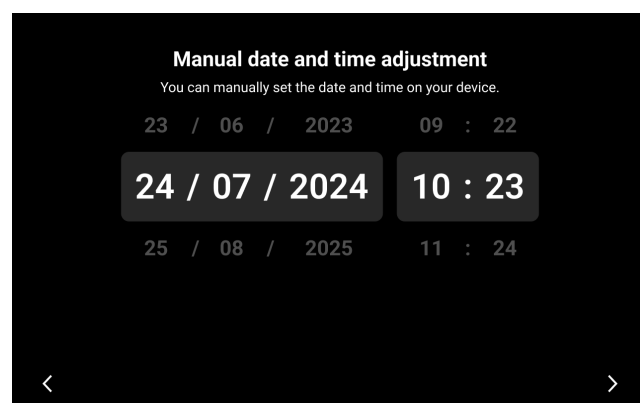 Manual date and time adjustment
You can manually set the date and time on your device.
23 / 06 / 2023 09 : 22
24 / 07 / 2024 10 : 23
25 / 08 / 2025 11 : 24